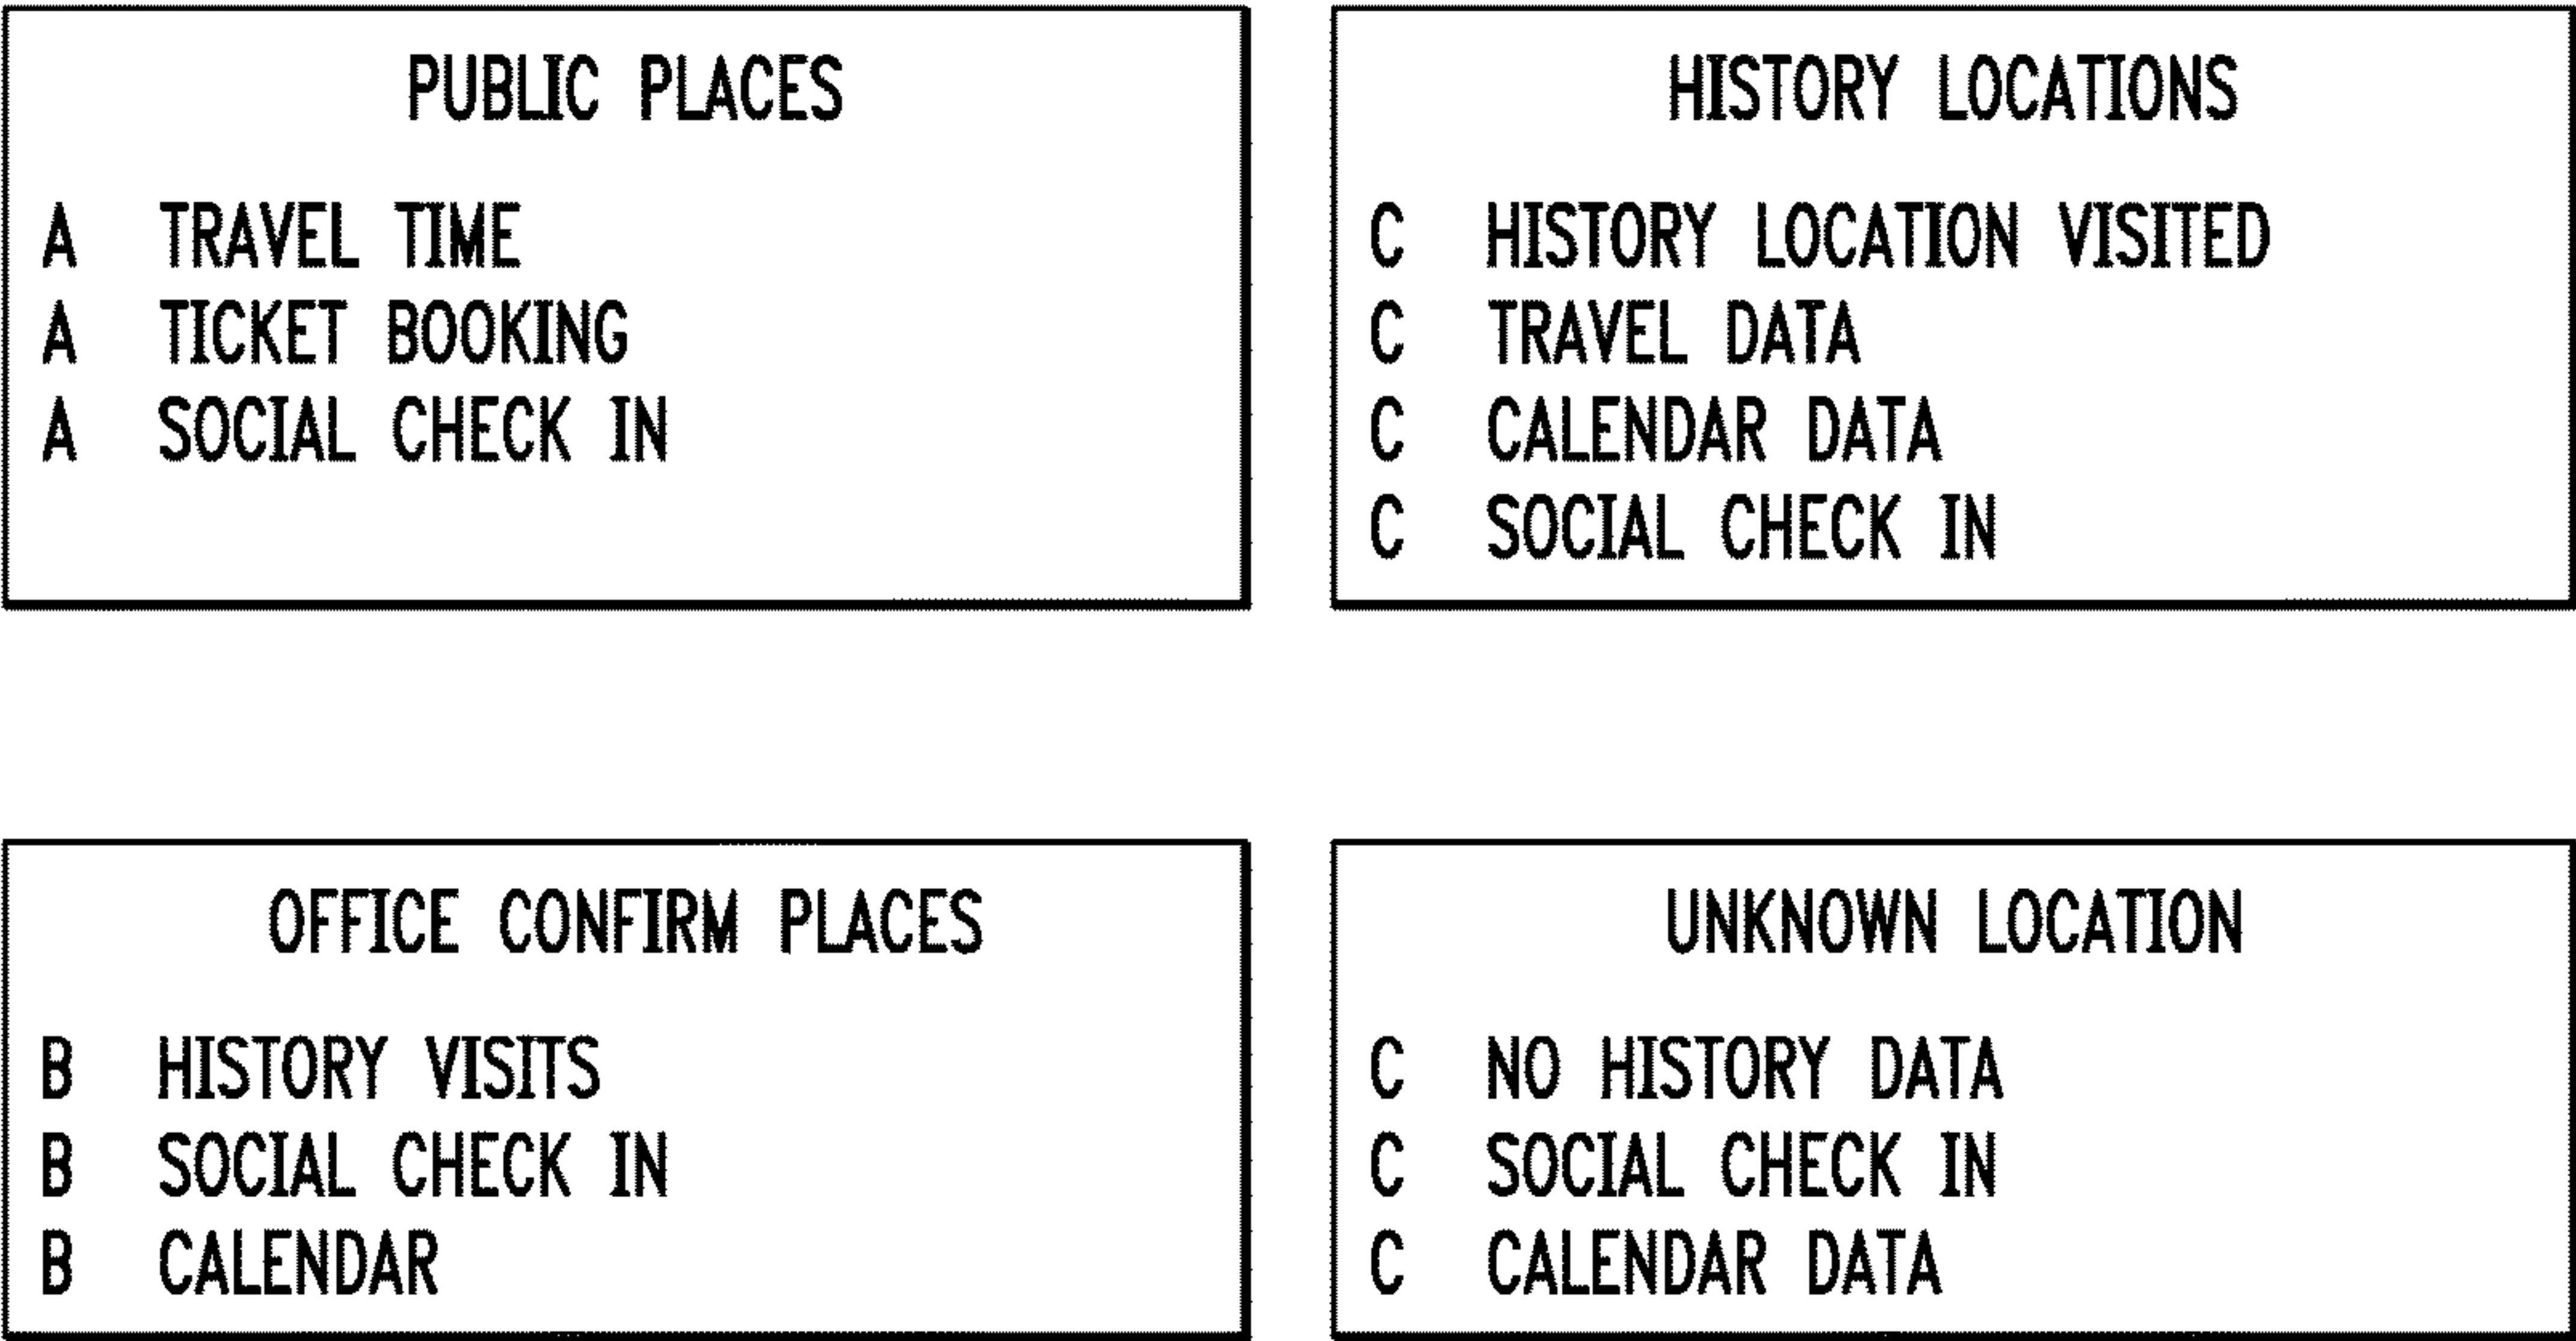 PUBLIC PLACES
A TRAVEL TIME
A TICKET BOOKING
A SOCIAL CHECK IN
HISTORY LOCATIONS
C HISTORY LOCATION VISITED
C TRAVEL DATA
C CALENDAR DATA
C SOCIAL CHECK IN
OFFICE CONFIRM PLACES
B HISTORY VISITS
B SOCIAL CHECK IN
B CALENDAR
UNKNOWN LOCATION
C NO HISTORY DATA
C SOCIAL CHECK IN
C CALENDAR DATA